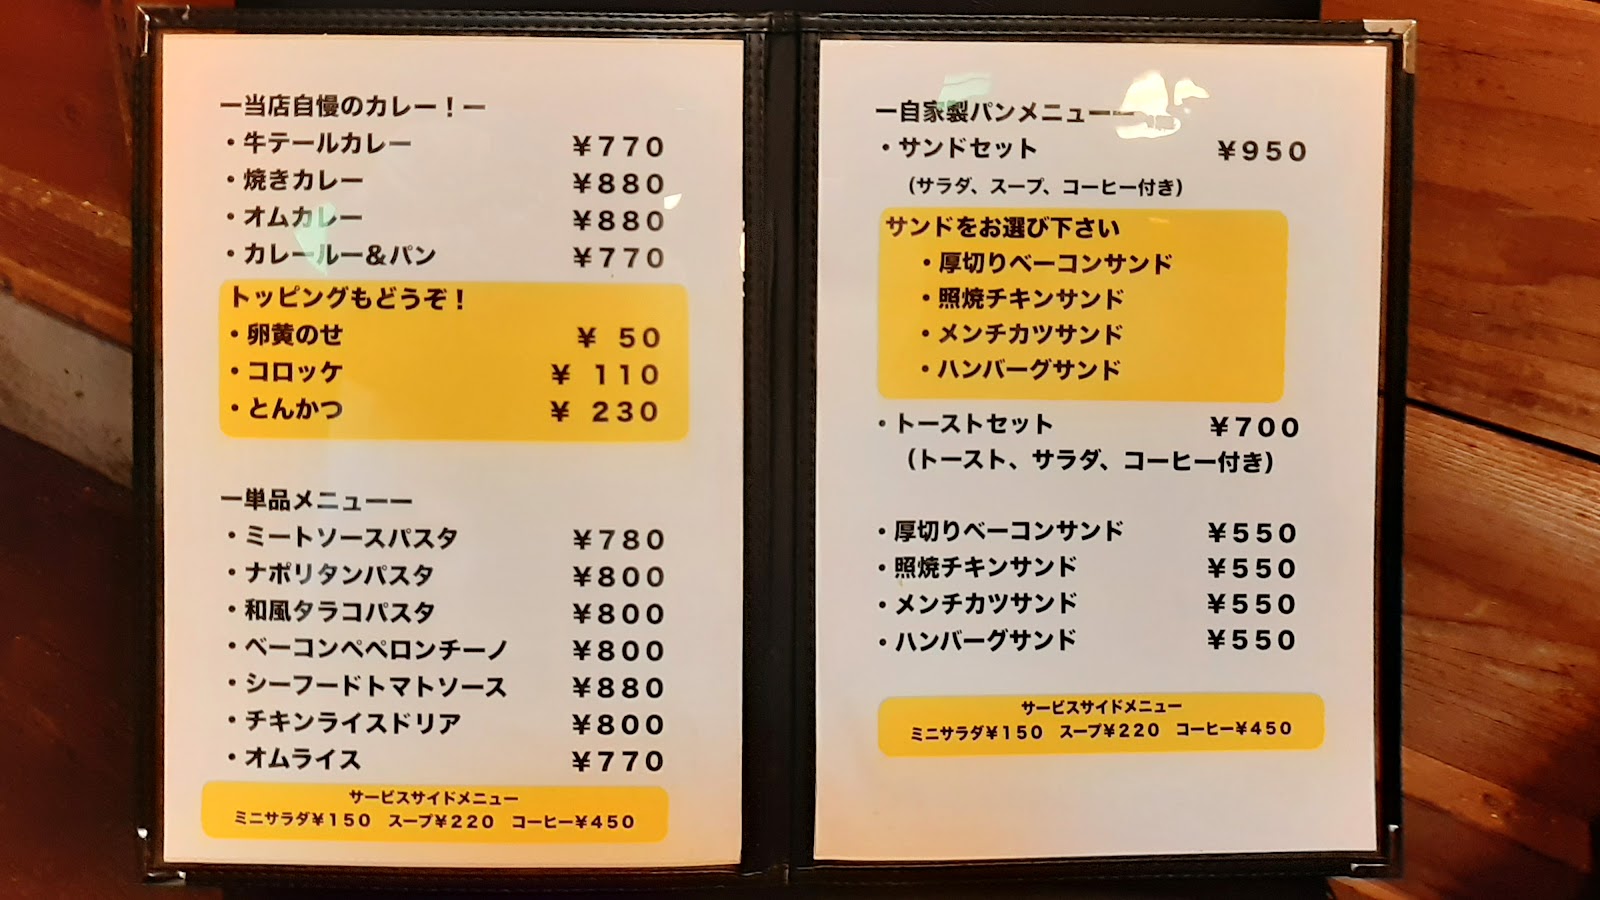 ー当店自慢のカレー！ー
・牛テールカレー ¥770
・焼きカレー ¥880
・オムカレー ¥880
・カレールー&パン ¥770
トッピングもどうぞ！
・卵黄のせ ¥ 50
・コロッケ ¥ 110
・とんかつ ¥ 230
ー単品メニューー
・ミートソースパスタ ¥780
・ナポリタンパスタ ¥800
・和風タラコパスタ ¥800
・ベーコンペペロンチーノ ¥800
・シーフードトマトソース ¥880
・チキンライスドリア ¥800
・オムライス ¥770
サービスサイドメニュー
ミニサラダ¥150 スープ¥220 コーヒー¥450
ー自家製パンメニューー
・サンドセット ¥950
（サラダ、スープ、コーヒー付き）
サンドをお選び下さい
・厚切りベーコンサンド
・照焼チキンサンド
・メンチカツサンド
・ハンバーグサンド
・トーストセット ¥700
（トースト、サラダ、コーヒー付き）
・厚切りベーコンサンド ¥550
・照焼チキンサンド ¥550
・メンチカツサンド ¥550
・ハンバーグサンド ¥550
サービスサイドメニュー
ミニサラダ¥150 スープ¥220 コーヒー¥450